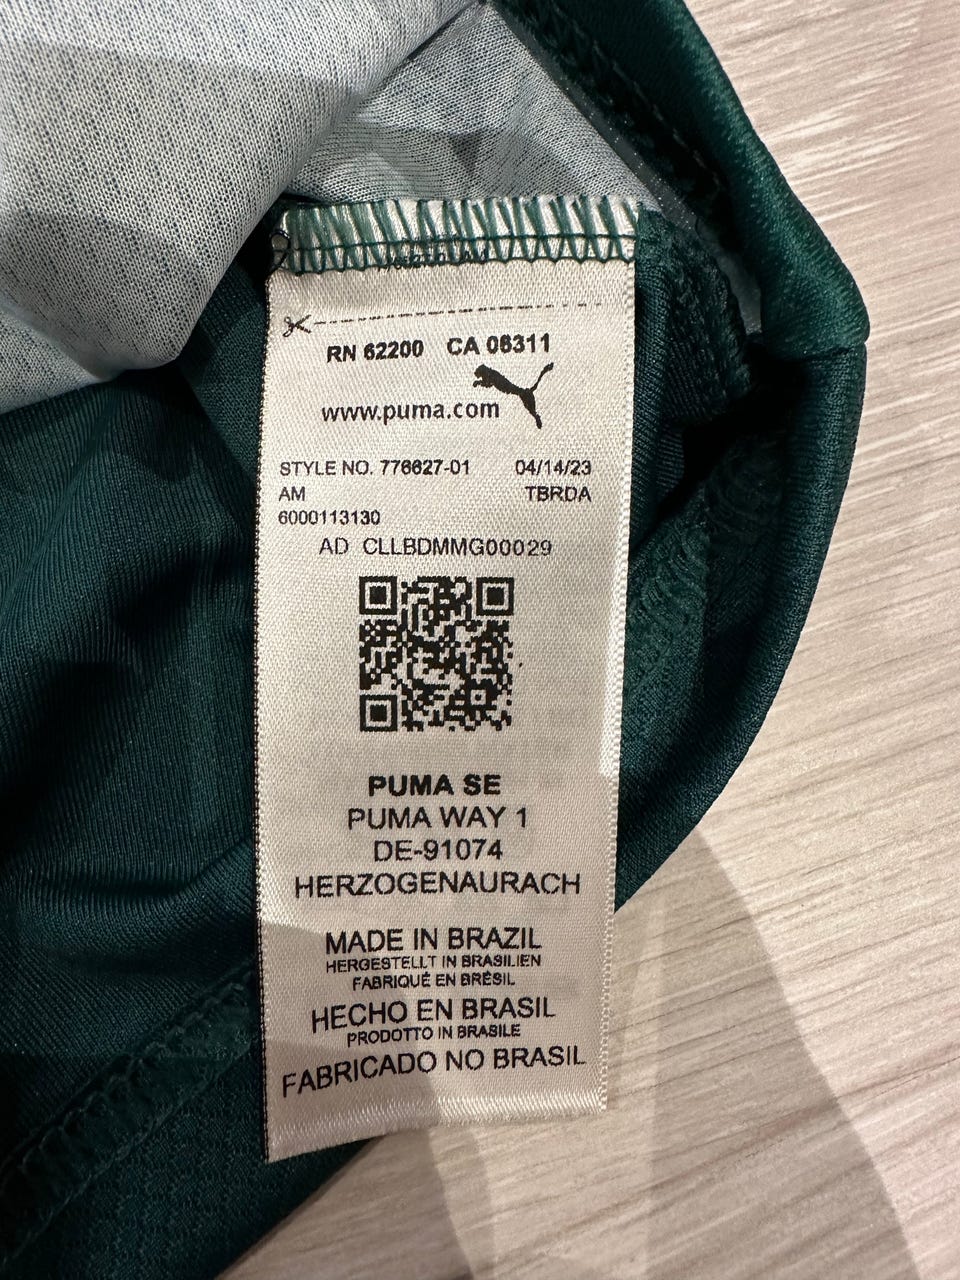 RN 62200 CA 06311
www.puma.com
STYLE NO. 776627-01 04/14/23
AM TBRDA
6000113130
AD CLLBDMMG00029
PUMA SE
PUMA WAY 1
DE-91074
HERZOGENAURACH
MADE IN BRAZIL
HERGESTELLT IN BRASILIEN
FABRIQUÉ EN BRÉSIL
HECHO EN BRASIL
PRODOTTO IN BRASILE
FABRICADO NO BRASIL